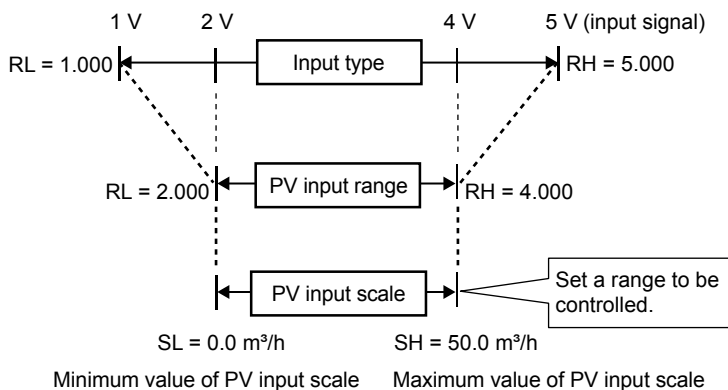 1 V 2 V 4 V 5 V (input signal)
RL = 1.000 Input type RH = 5.000
RL = 2.000 PV input range RH = 4.000
PV input scale Set a range to be
controlled.
SL = 0.0 m³/h SH = 50.0 m³/h
Minimum value of PV input scale Maximum value of PV input scale